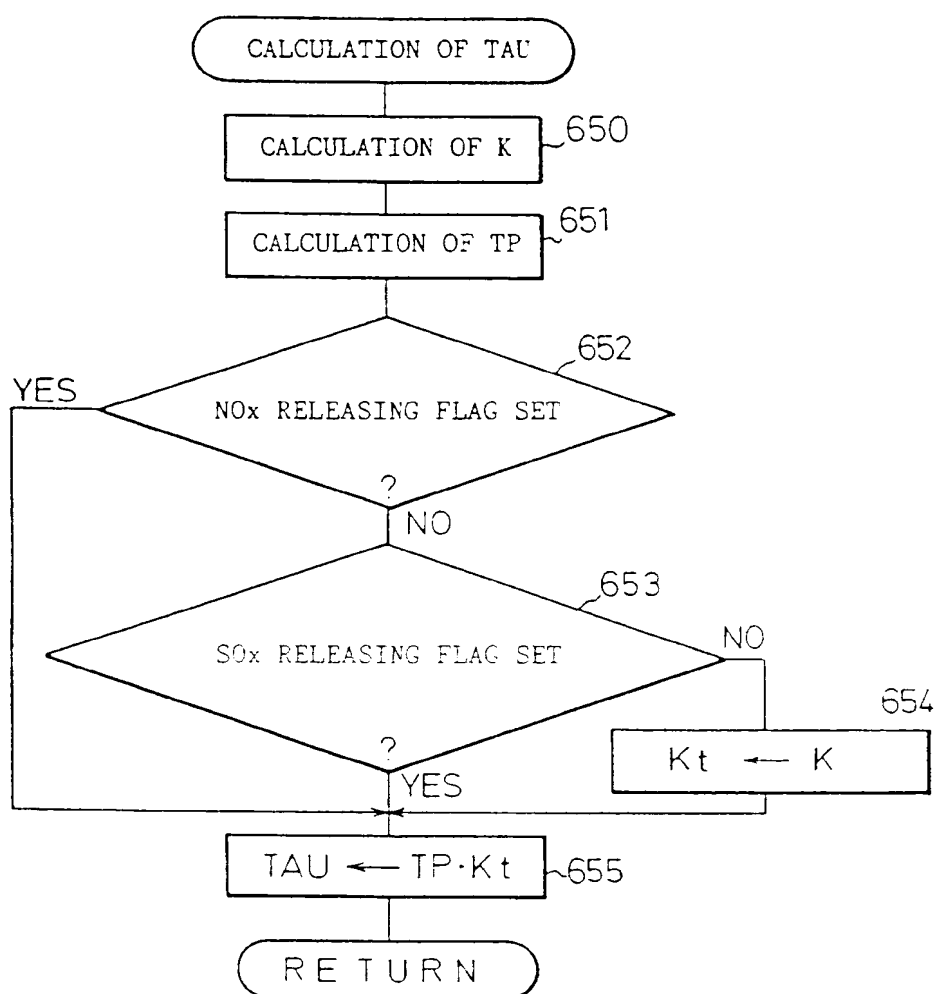 CALCULATION OF TAU
CALCULATION OF K
650
CALCULATION OF TP
651
652
YES
NOx RELEASING FLAG SET
?
NO
653
SOx RELEASING FLAG SET
NO
?
YES
654
Kt ← K
TAU ← TP·Kt
655
RETURN